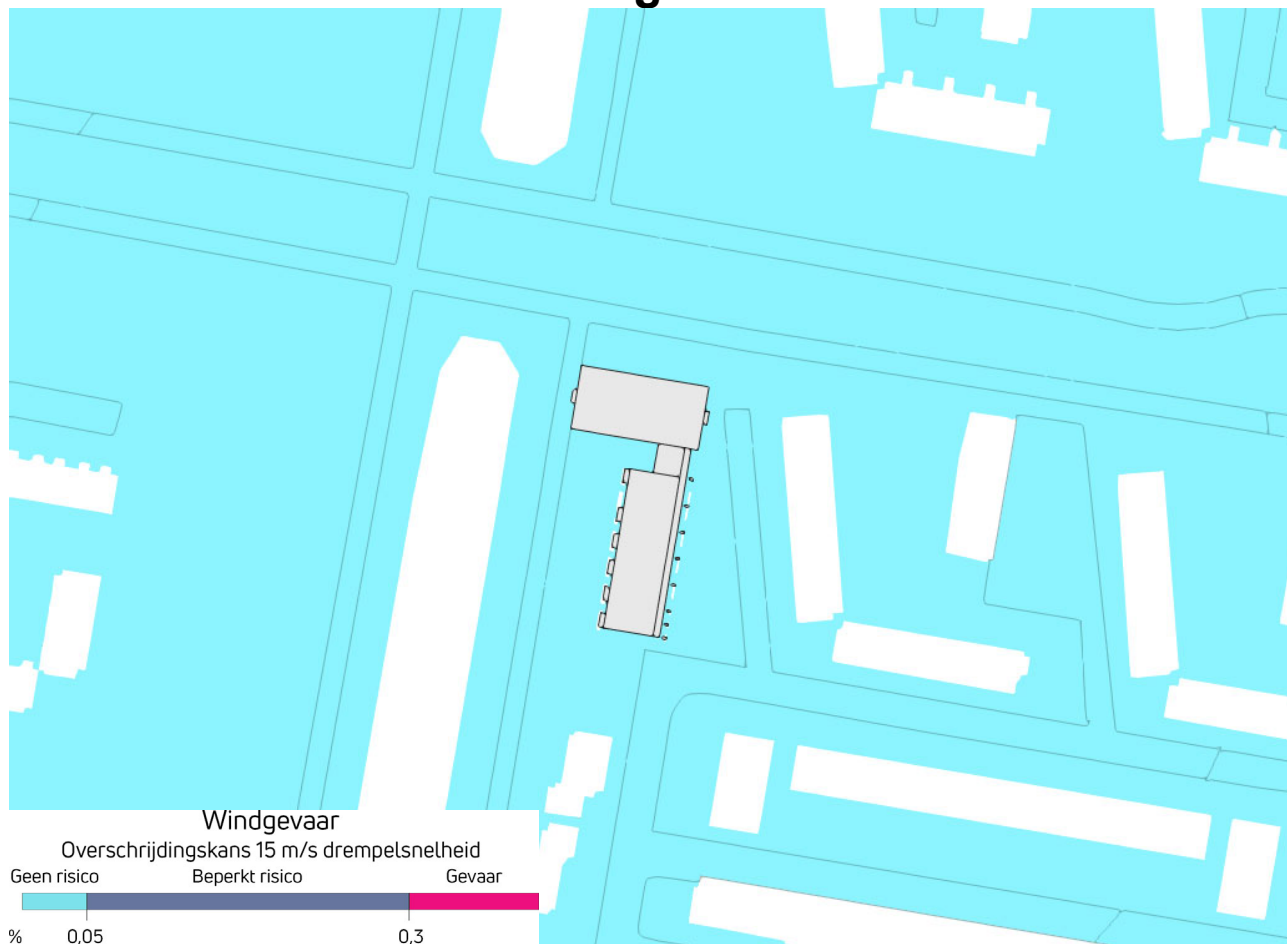 Windgevaar
Overschrijdingskans 15 m/s drempelsnelheid
Geen risico Beperkt risico Gevaar
% 0,05 0,3